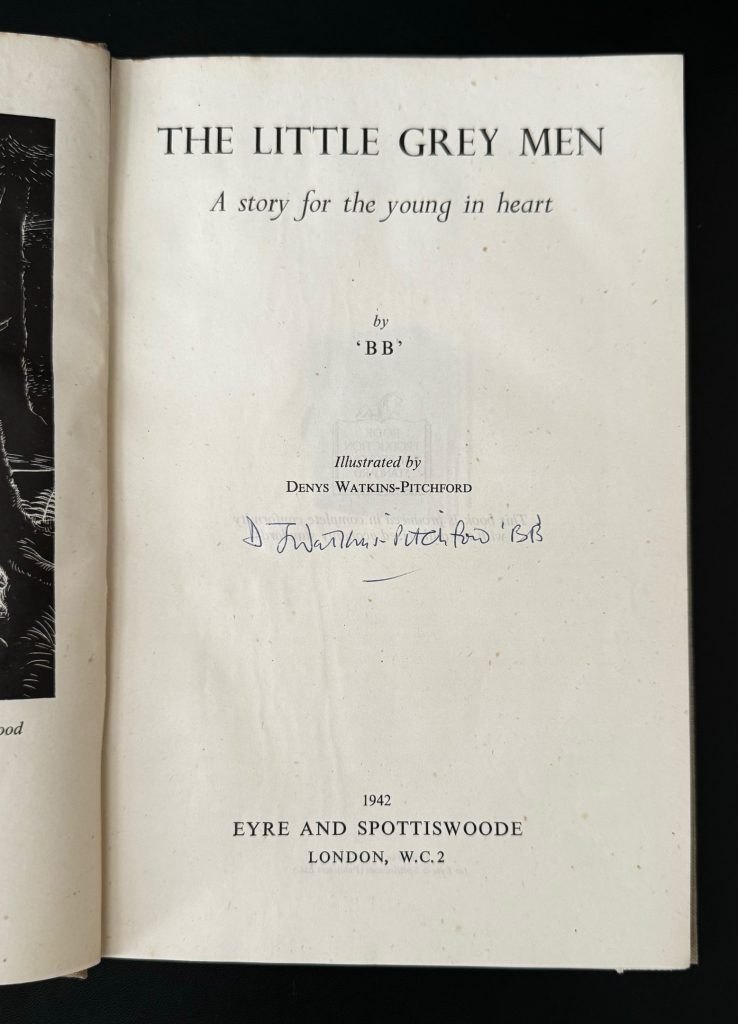 THE LITTLE GREY MEN
A story for the young in heart
by
'BB'
Illustrated by
DENYS WATKINS-PITCHFORD
D J Watkins-Pitchford 'BB'
ood
1942
EYRE AND SPOTTISWOODE
LONDON, W.C.2